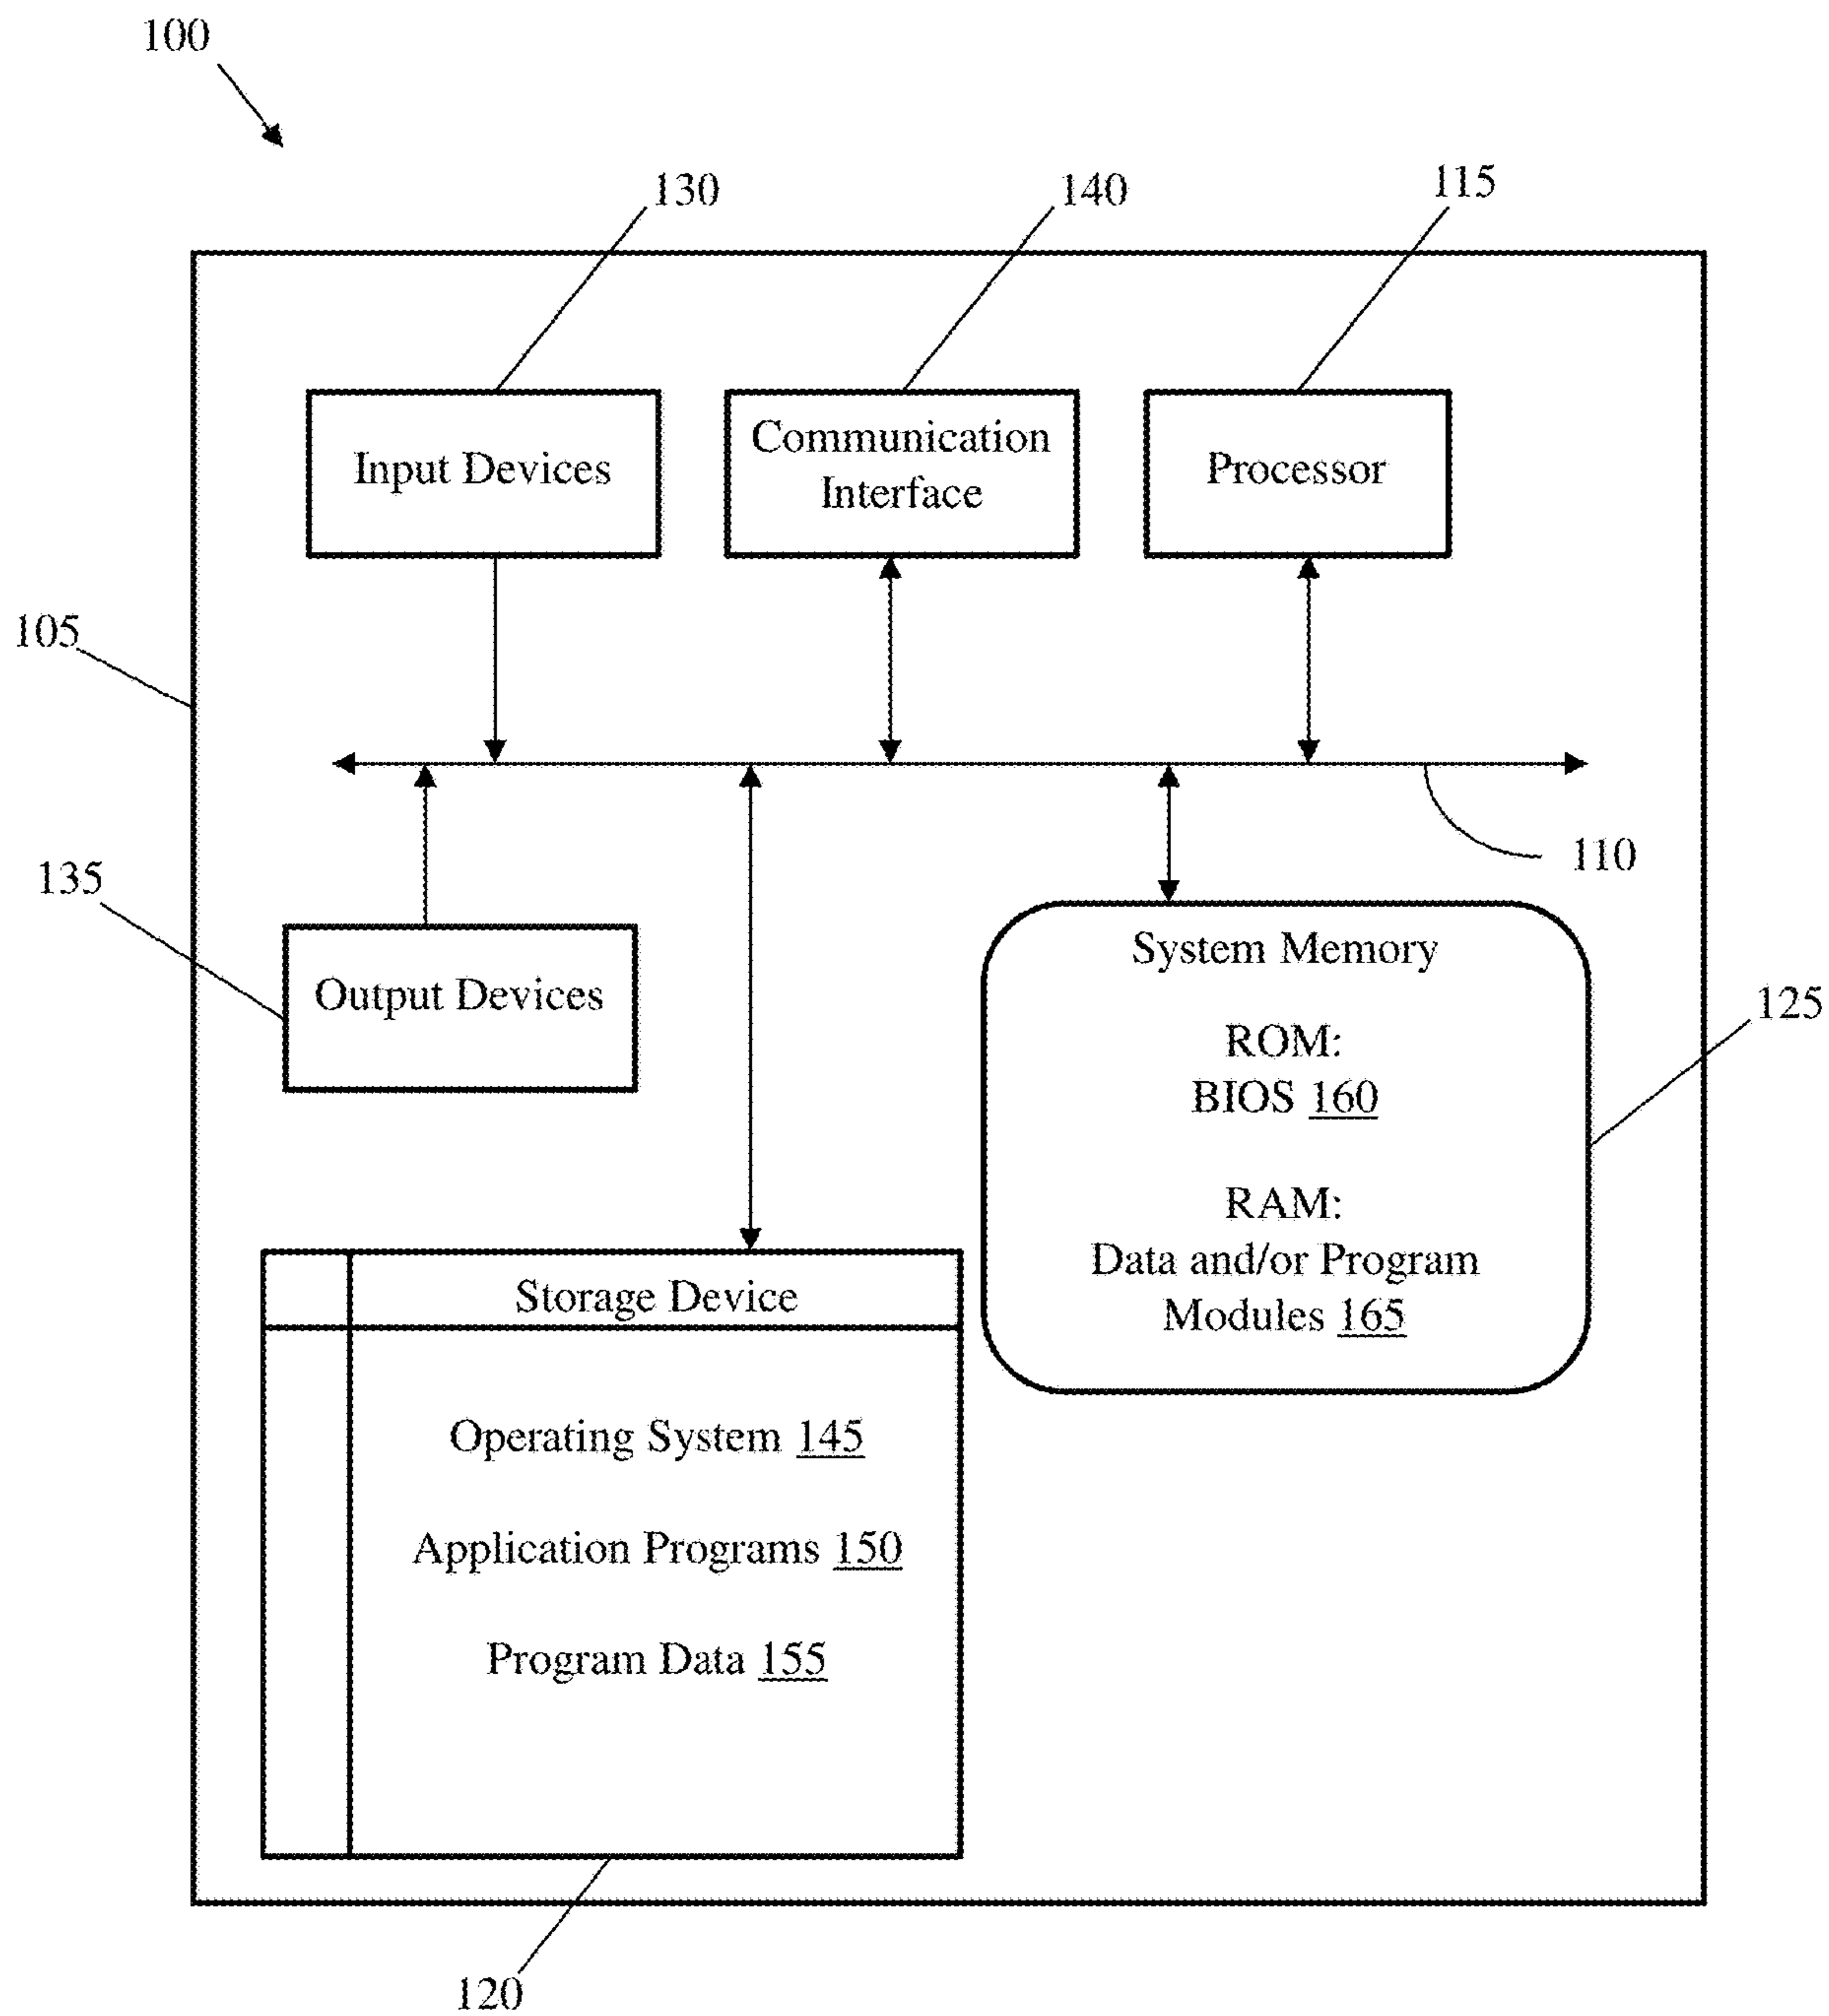 100
130
140
115
Input Devices
Communication
Interface
Processor
105
110
135
Output Devices
System Memory
ROM:
BIOS 160
RAM:
Data and/or Program
Modules 165
125
Storage Device
Operating System 145
Application Programs 150
Program Data 155
120